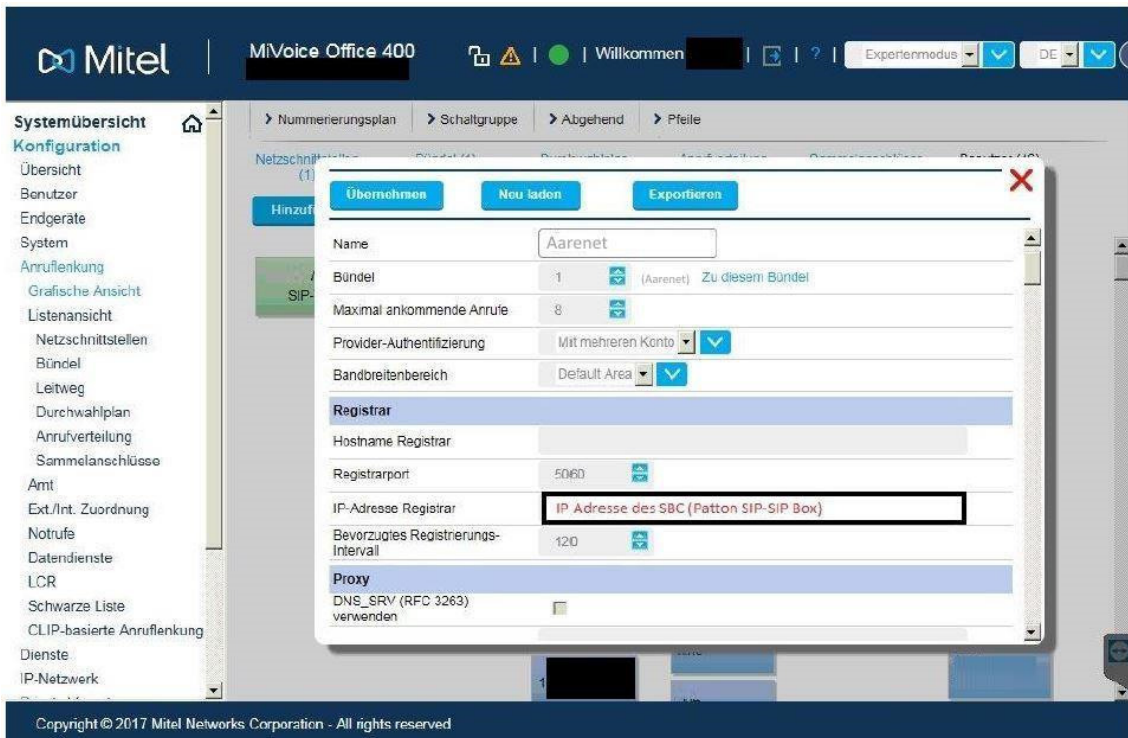 Mitel
MiVoice Office 400
Willkommen
?
Expertenmodus
DE
Systemübersicht
Konfiguration
Übersicht
Benutzer
Endgeräte
System
Anruflenkung
Grafische Ansicht
Listenansicht
Netzschnittstellen
Bündel
Leitweg
Durchwahlplan
Anrufverteilung
Sammelanschlüsse
Amt
Ext./Int. Zuordnung
Notrufe
Datendienste
LCR
Schwarze Liste
CLIP-basierte Anruflenkung
Dienste
IP-Netzwerk
Nummerierungsplan
Schaltgruppe
Abgehend
Pfeile
(1)
Hinzuf
SIP-
Übernehmen
Neu laden
Exportieren
Name Aarenet
Bündel 1 (Aarenet) Zu diesem Bündel
Maximal ankommende Anrufe 8
Provider-Authentifizierung Mit mehreren Konto
Bandbreitenbereich Default Area
Registrar
Hostname Registrar
Registrarport 5060
IP-Adresse Registrar IP Adresse des SBC (Patton SIP-SIP Box)
Bevorzugtes Registrierungs-
Intervall 120
Proxy
DNS_SRV (RFC 3263)
verwenden
1
Copyright © 2017 Mitel Networks Corporation - All rights reserved